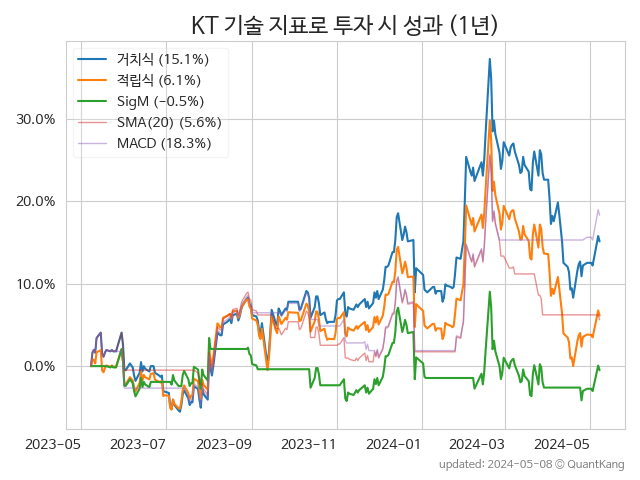 KT 기술 지표로 투자 시 성과 (1년)
거치식 (15.1%)
적립식 (6.1%)
SigM (−0.5%)
SMA(20) (5.6%)
MACD (18.3%)
30.0%
20.0%
10.0%
0.0%
2023-05 2023-07 2023-09 2023-11 2024-01 2024-03 2024-05
updated: 2024-05-08 ⓒ QuantKang